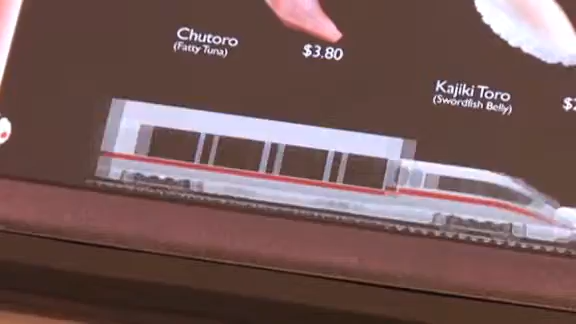 Chutoro
(Fatty Tuna)
$3.80
Kajiki Toro
(Swordfish Belly)